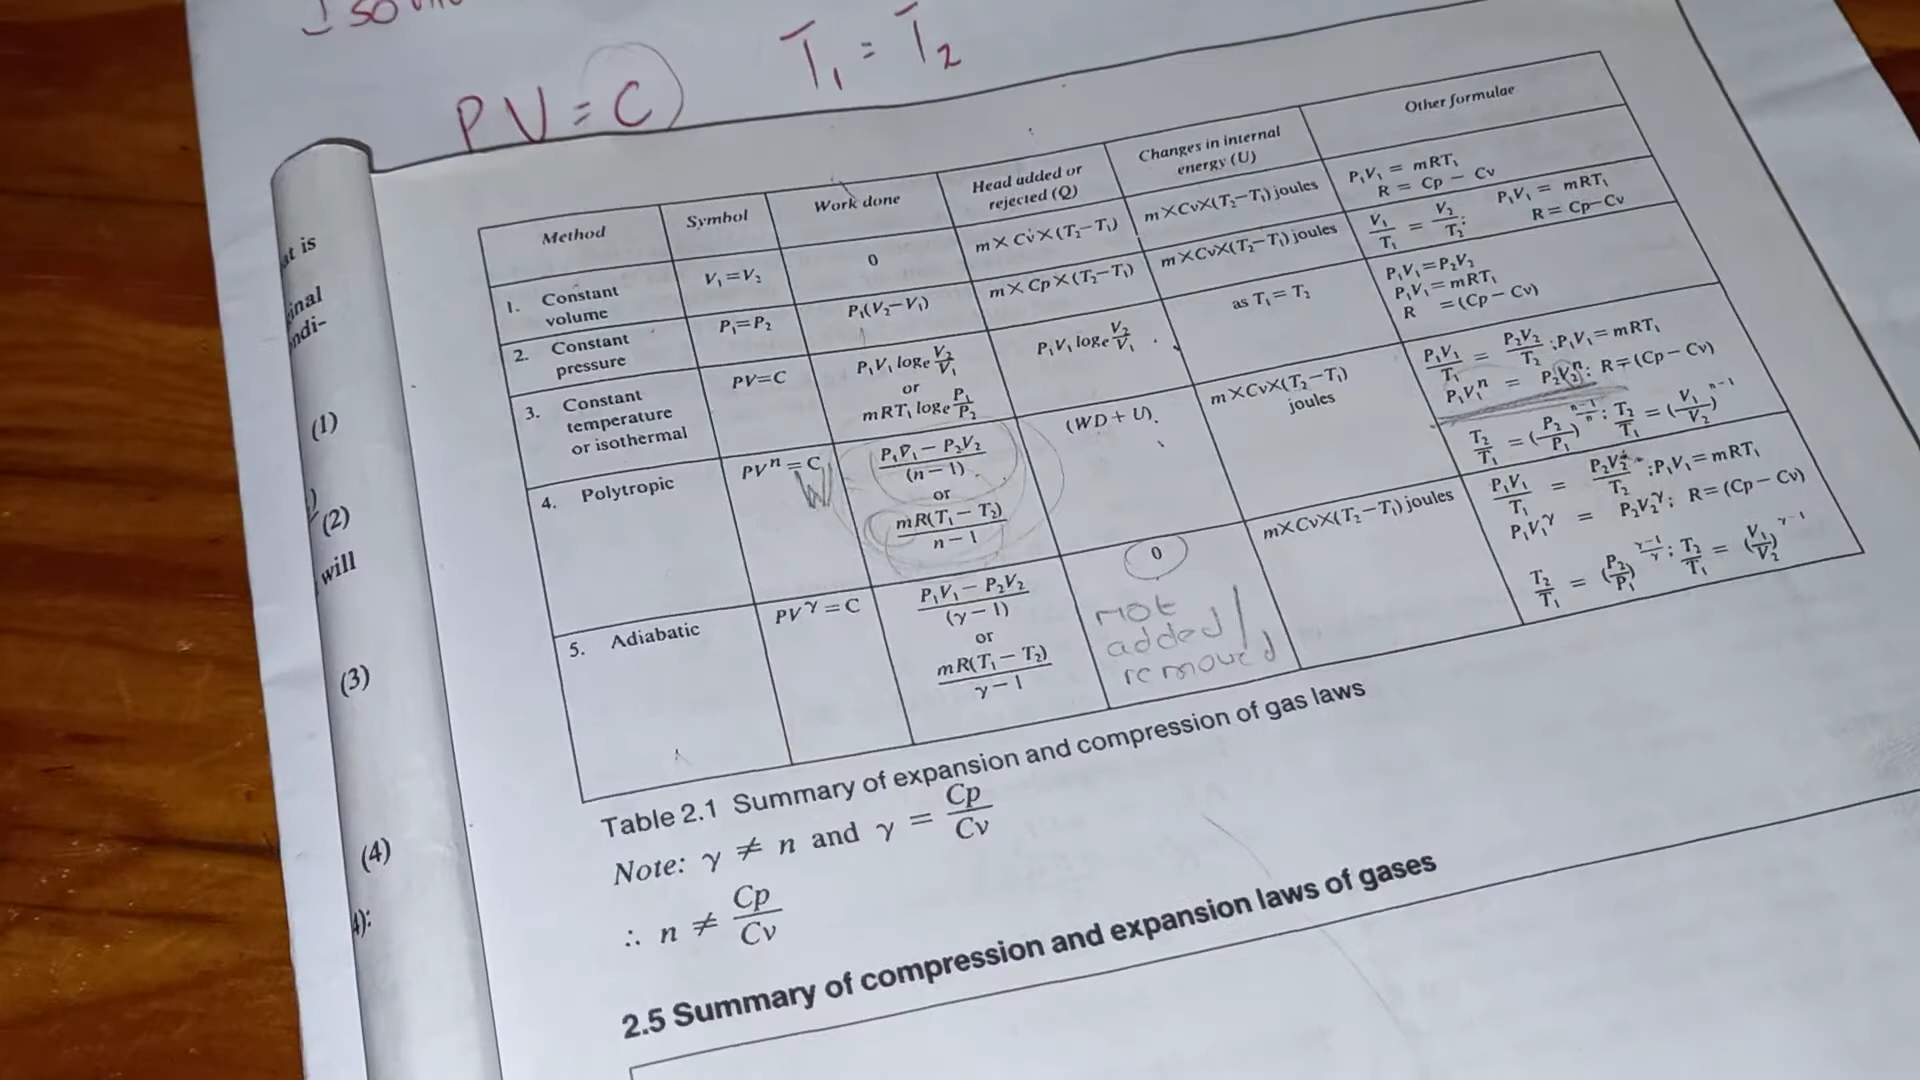 PV=C
T₁ = T₂
at is
inal
ndi-
(1)
(2)
will
(3)
(4)
Method
Symbol
Work done
Head added or
rejected (Q)
Changes in internal
energy (U)
Other formulae
1. Constant
volume
V₁=V₂
0
m×Cv×(T₂−T₁)
m×Cv×(T₂−T₁) joules
P₁V₁ = mRT₁
R = Cp − Cv
2. Constant
pressure
P₁=P₂
P₁(V₂−V₁)
m×Cp×(T₂−T₁)
m×Cv×(T₂−T₁) joules
V₁/T₁ = V₂/T₂; P₁V₁ = mRT₁
R = Cp−Cv
3. Constant
temperature
or isothermal
PV=C
P₁V₁ loge V₂/V₁
or
mRT₁ loge P₁/P₂
P₁V₁ loge V₂/V₁
as T₁ = T₂
P₁V₁=P₂V₂
P₁V₁=mRT₁
R =(Cp−Cv)
4. Polytropic
PVⁿ = C
P₁V₁ − P₂V₂/(n−1)
or
mR(T₁ − T₂)/n − 1
(WD + U)
m×Cv×(T₂−T₁)
joules
P₁V₁/T₁ = P₂V₂/T₂ : P₁V₁ = mRT₁
P₁V₁ⁿ = P₂V₂ⁿ: R=(Cp−Cv)
T₂/T₁ = (P₂/P₁)^(n−1/n) ; T₂/T₁ = (V₁/V₂)^(n−1)
5. Adiabatic
PV^γ = C
P₁V₁ − P₂V₂/(γ − 1)
or
mR(T₁ − T₂)/γ − 1
0
not
added/
removed
m×Cv×(T₂−T₁) joules
P₁V₁/T₁ = P₂V₂/T₂ : P₁V₁ = mRT₁
P₁V₁^γ = P₂V₂^γ; R=(Cp − Cv)
T₂/T₁ = (P₂/P₁)^(γ−1/γ) ; T₂/T₁ = (V₁/V₂)^(γ−1)
Table 2.1 Summary of expansion and compression of gas laws
Note: γ ≠ n and γ = Cp/Cv
∴ n ≠ Cp/Cv
2.5 Summary of compression and expansion laws of gases